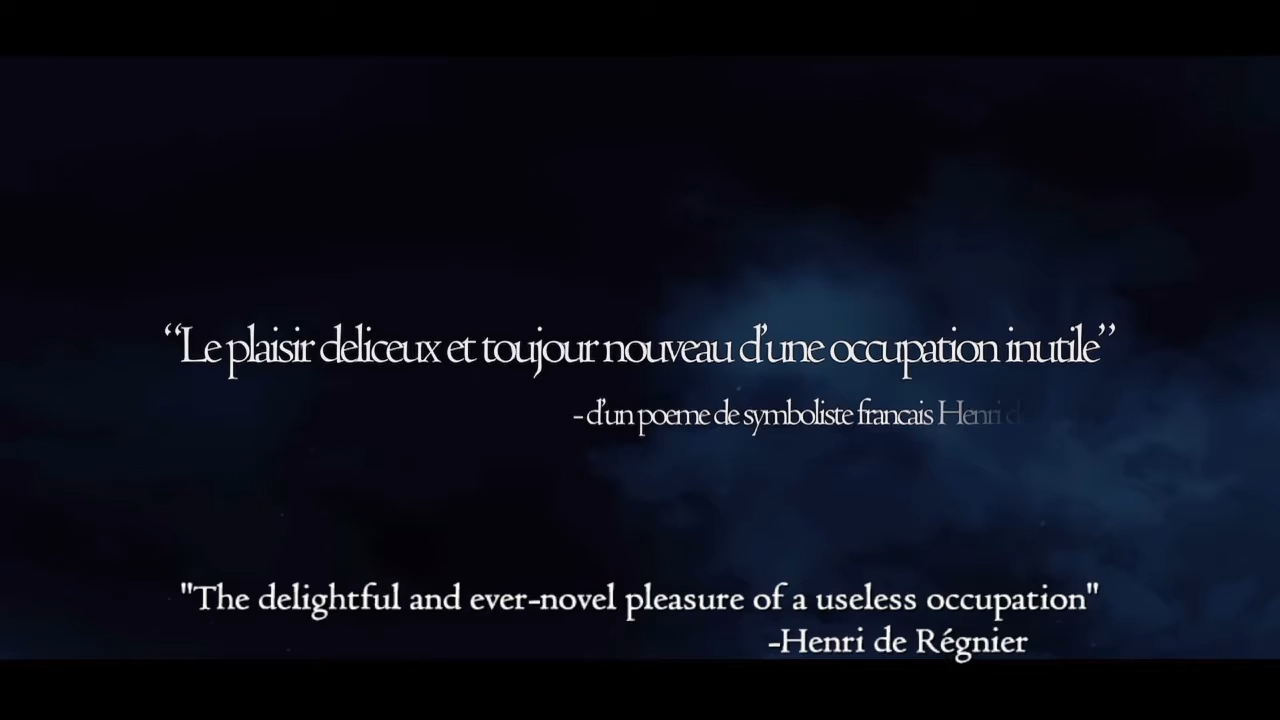 “Le plaisir deliceux et toujour nouveau d'une occupation inutile”
- d'un poeme de symboliste francais Henri d
"The delightful and ever-novel pleasure of a useless occupation"
-Henri de Régnier